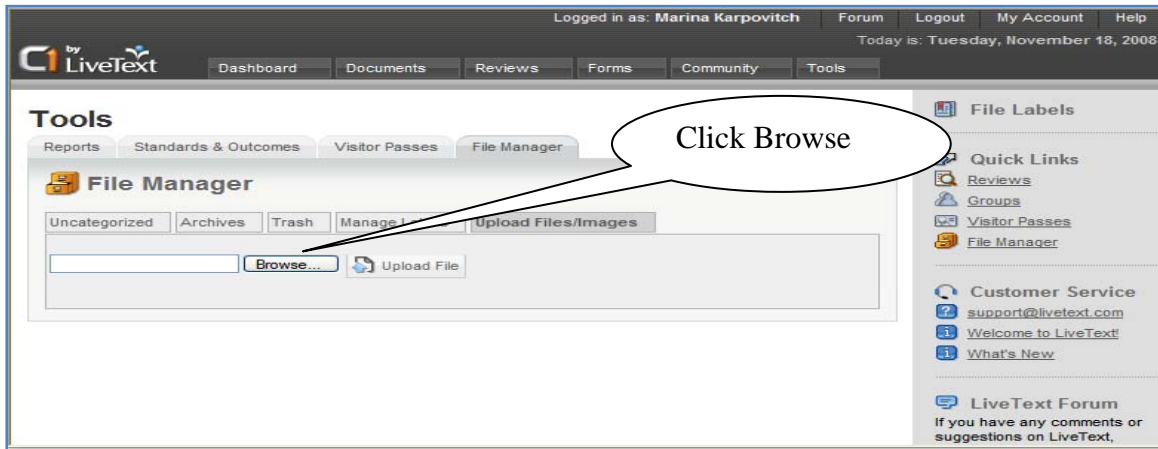 Logged in as: Marina Karpovitch Forum Logout My Account Help
Today is: Tuesday, November 18, 2008
C1 by LiveText
Dashboard Documents Reviews Forms Community Tools
Tools
Reports Standards & Outcomes Visitor Passes File Manager
Click Browse
File Manager
Uncategorized Archives Trash Manage Upload Files/Images
Browse... Upload File
File Labels
Quick Links
Reviews
Groups
Visitor Passes
File Manager
Customer Service
support@livetext.com
Welcome to LiveText!
What's New
LiveText Forum
If you have any comments or
suggestions on LiveText,